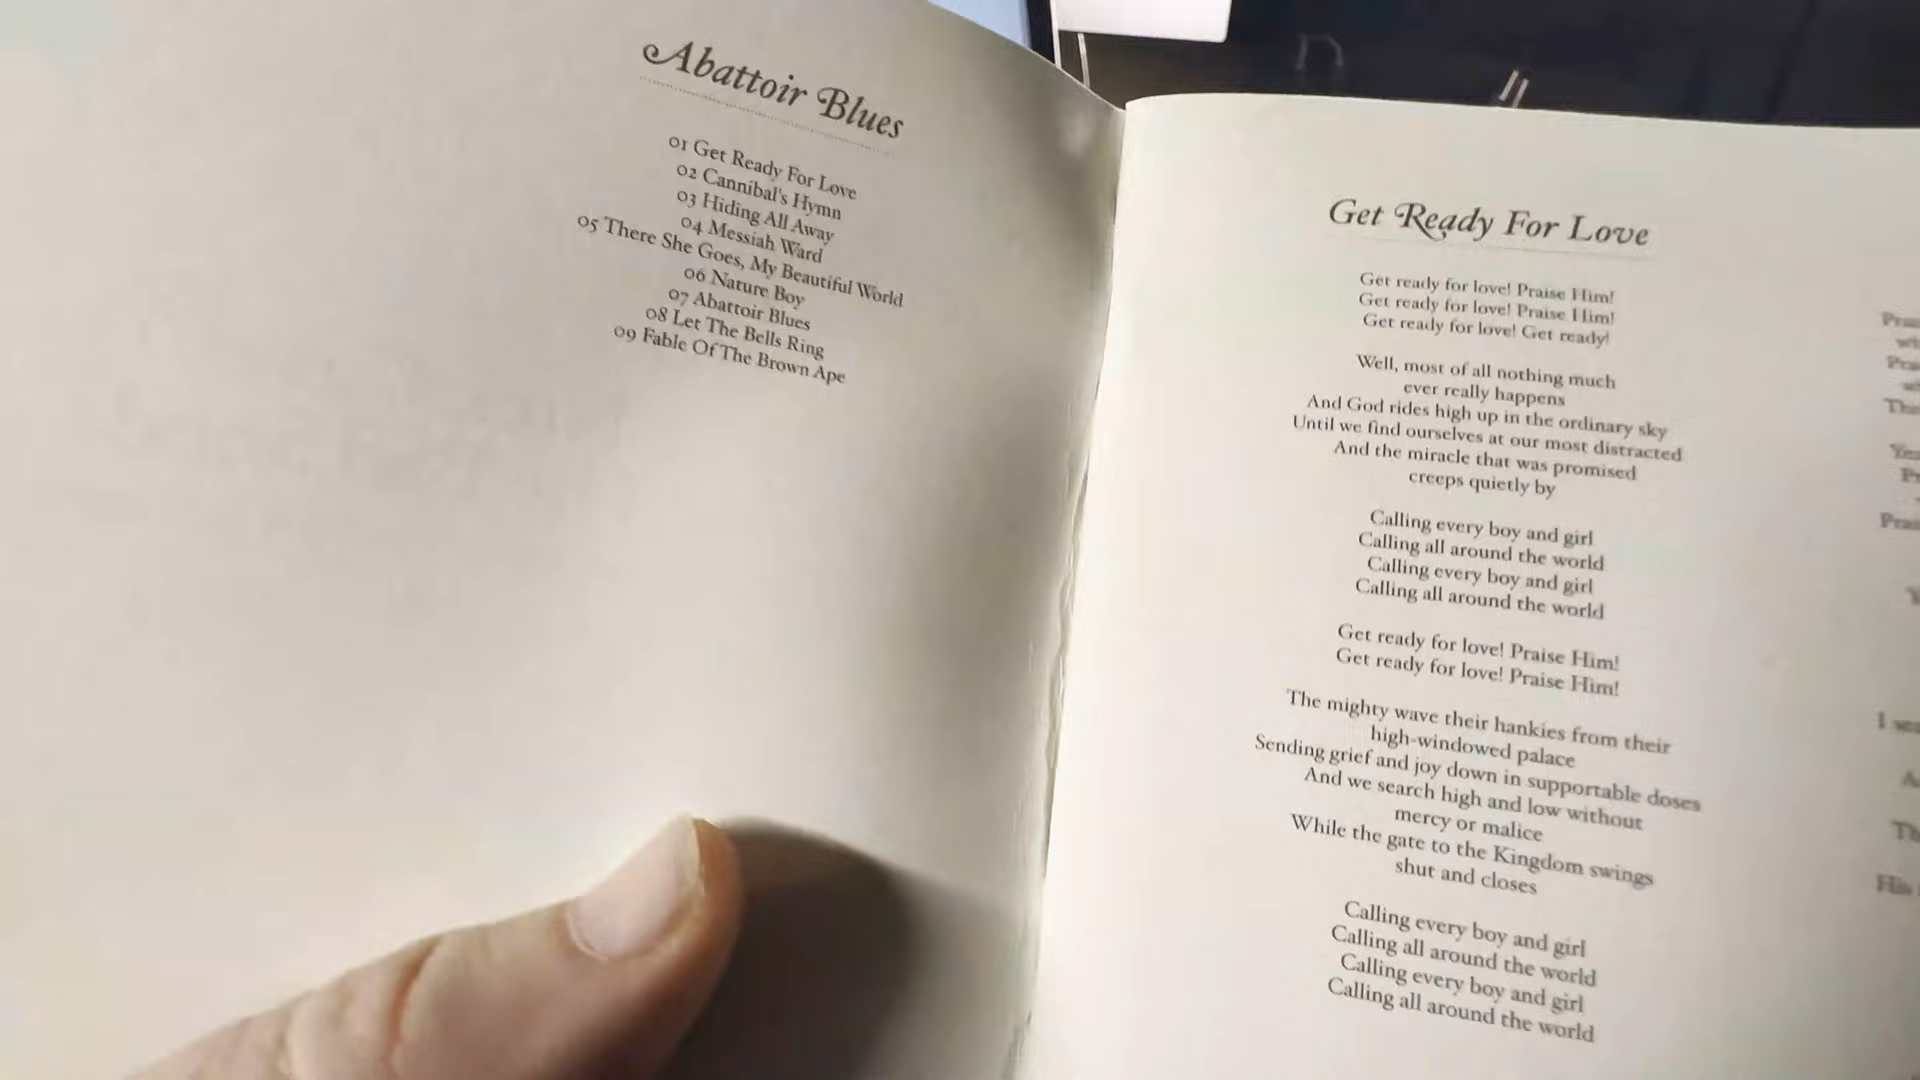 Abattoir Blues
01 Get Ready For Love
02 Cannibal's Hymn
03 Hiding All Away
04 Messiah Ward
05 There She Goes, My Beautiful World
06 Nature Boy
07 Abattoir Blues
08 Let The Bells Ring
09 Fable Of The Brown Ape
Get Ready For Love
Get ready for love! Praise Him!
Get ready for love! Praise Him!
Get ready for love! Get ready!
Well, most of all nothing much
ever really happens
And God rides high up in the ordinary sky
Until we find ourselves at our most distracted
And the miracle that was promised
creeps quietly by
Calling every boy and girl
Calling all around the world
Calling every boy and girl
Calling all around the world
Get ready for love! Praise Him!
Get ready for love! Praise Him!
The mighty wave their hankies from their
high-windowed palace
Sending grief and joy down in supportable doses
And we search high and low without
mercy or malice
While the gate to the Kingdom swings
shut and closes
Calling every boy and girl
Calling all around the world
Calling every boy and girl
Calling all around the world